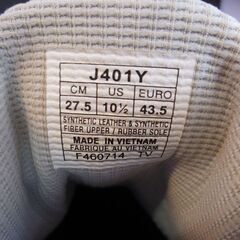 J401Y
CM US EURO
27.5 10½ 43.5
SYNTHETIC LEATHER & SYNTHETIC
FIBER UPPER / RUBBER SOLE
MADE IN VIETNAM
FABRIQUÉ AU VIETNAM
F460714 TV